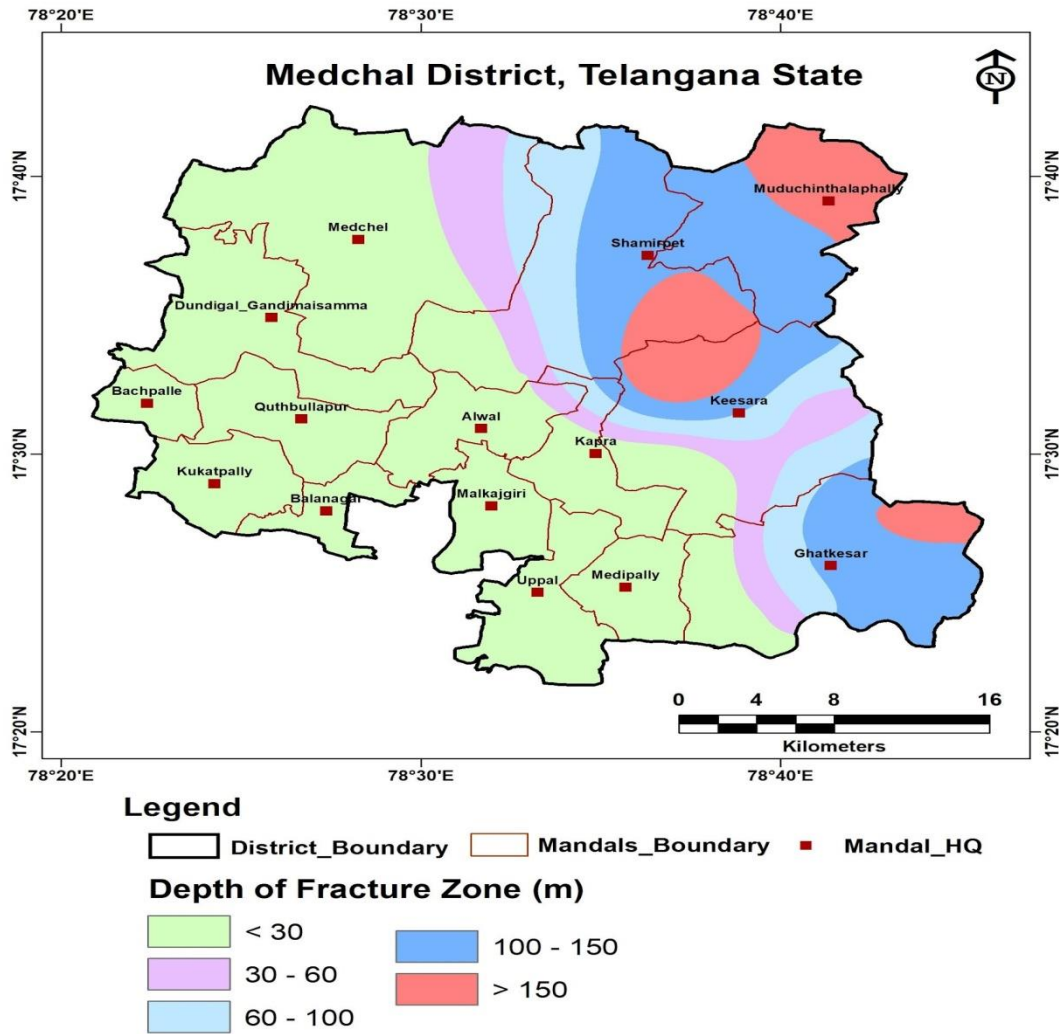 78°20'E 78°30'E 78°40'E
Medchal District, Telangana State
N
17°40'N 17°40'N
Muduchinthalaphally
Medchel
Shamirpet
Dundigal_Gandimaisamma
Bachpalle
Quthbullapur
Alwal
Keesara
17°30'N 17°30'N
Kapra
Kukatpally
Malkajgiri
Balanagar
Ghatkesar
Uppal
Medipally
0 4 8 16
Kilometers
17°20'N 17°20'N
78°20'E 78°30'E 78°40'E
Legend
District_Boundary Mandals_Boundary Mandal_HQ
Depth of Fracture Zone (m)
< 30
30 - 60
60 - 100
100 - 150
> 150